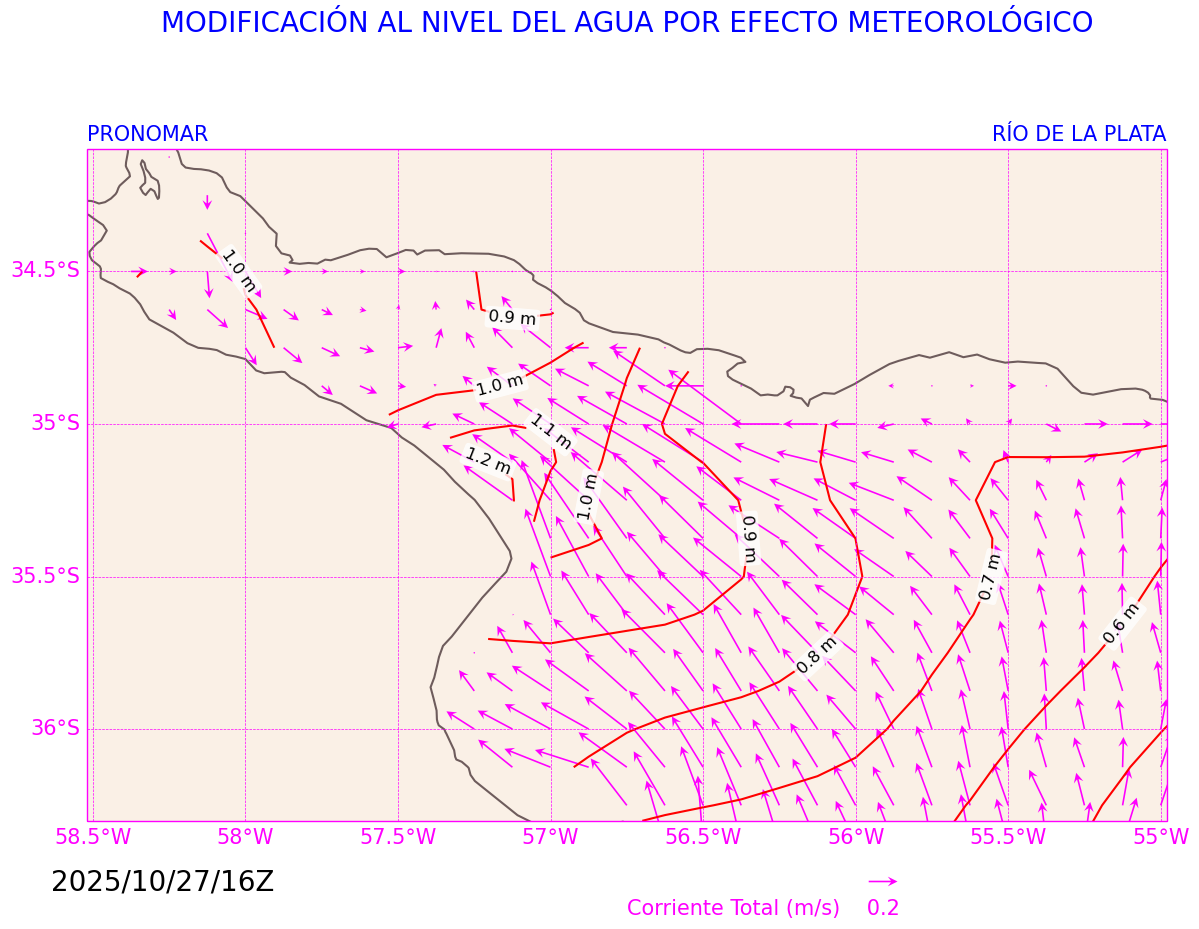 MODIFICACIÓN AL NIVEL DEL AGUA POR EFECTO METEOROLÓGICO
PRONOMAR RÍO DE LA PLATA
1.0 m
34.5°S
0.9 m
1.0 m
35°S
1.1 m
1.2 m
1.0 m
0.9 m
35.5°S
0.7 m
0.6 m
0.8 m
36°S
58.5°W 58°W 57.5°W 57°W 56.5°W 56°W 55.5°W 55°W
2025/10/27/16Z
Corriente Total (m/s) 0.2